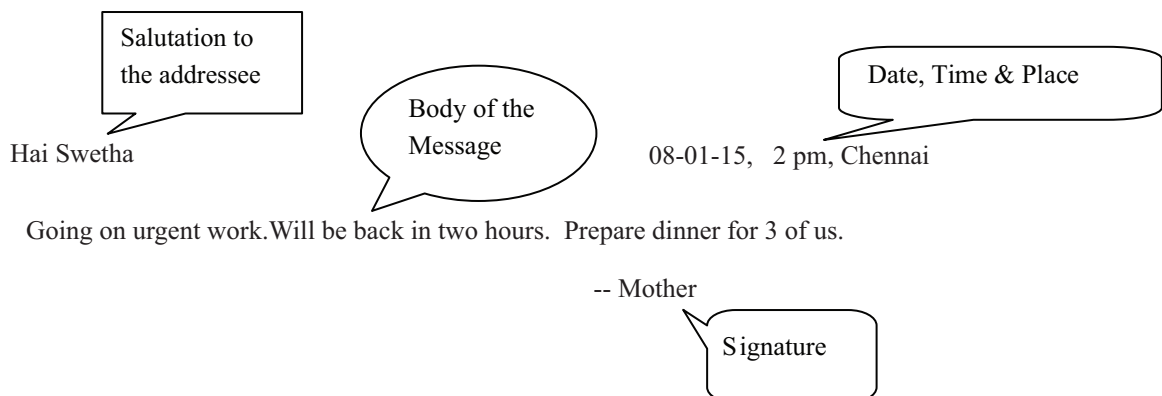 Salutation to
the addressee
Body of the
Message
Date, Time & Place
Hai Swetha
08-01-15, 2 pm, Chennai
Going on urgent work.Will be back in two hours. Prepare dinner for 3 of us.
-- Mother
Signature